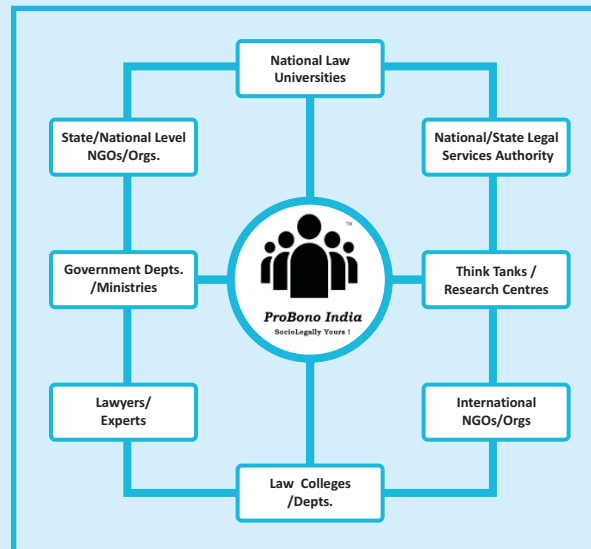 National Law
Universities
State/National Level
NGOs/Orgs.
National/State Legal
Services Authority
™
Government Depts.
/Ministries
ProBono India
SocioLegally Yours !
Think Tanks /
Research Centres
Lawyers/
Experts
International
NGOs/Orgs
Law Colleges
/Depts.